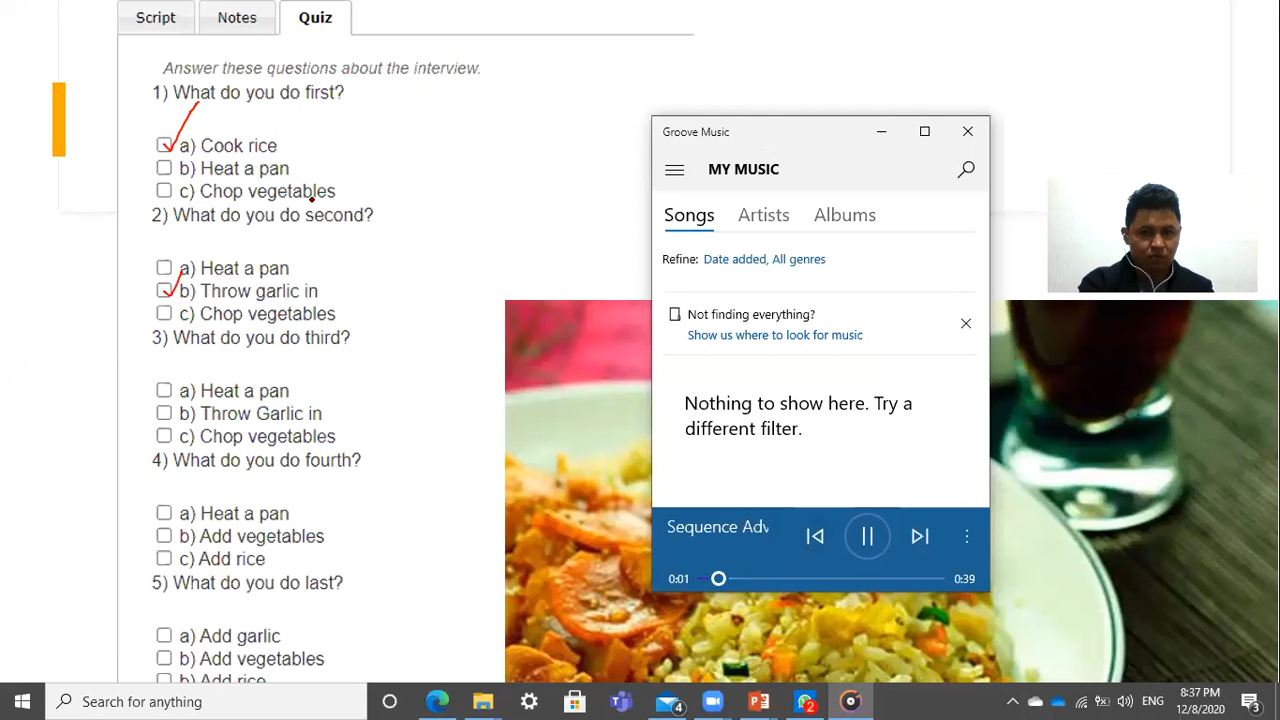 Script Notes Quiz
Answer these questions about the interview.
1) What do you do first?
a) Cook rice
b) Heat a pan
c) Chop vegetables
2) What do you do second?
a) Heat a pan
b) Throw garlic in
c) Chop vegetables
3) What do you do third?
a) Heat a pan
b) Throw Garlic in
c) Chop vegetables
4) What do you do fourth?
a) Heat a pan
b) Add vegetables
c) Add rice
5) What do you do last?
a) Add garlic
b) Add vegetables
b) Add rice
Groove Music
MY MUSIC
Songs Artists Albums
Refine: Date added, All genres
Not finding everything?
Show us where to look for music
Nothing to show here. Try a
different filter.
Sequence Adv
0:01 0:39
Search for anything
4
2
ENG
8:37 PM
12/8/2020
3